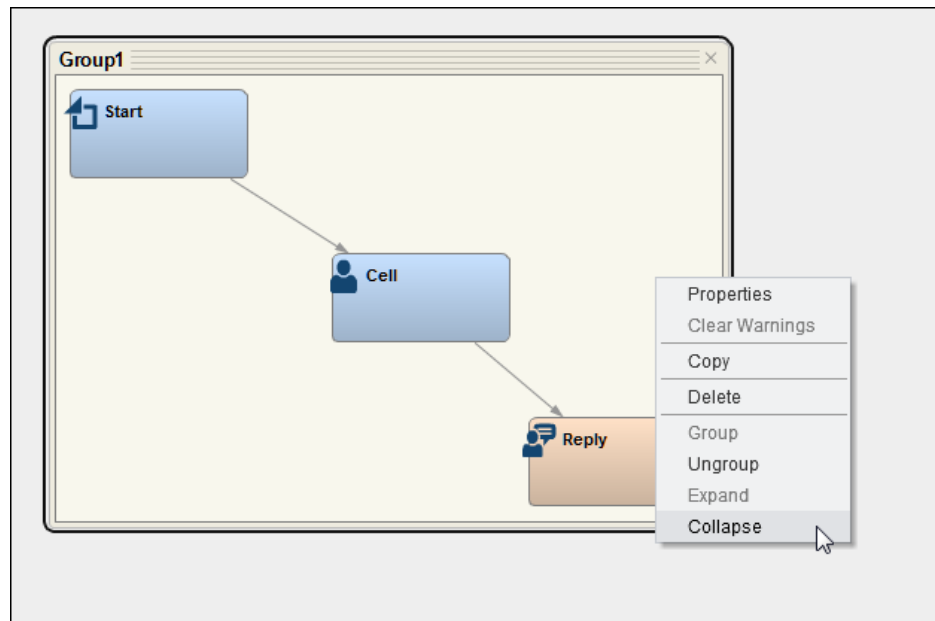 Group1
Start
Cell
Reply
Properties
Clear Warnings
Copy
Delete
Group
Ungroup
Expand
Collapse